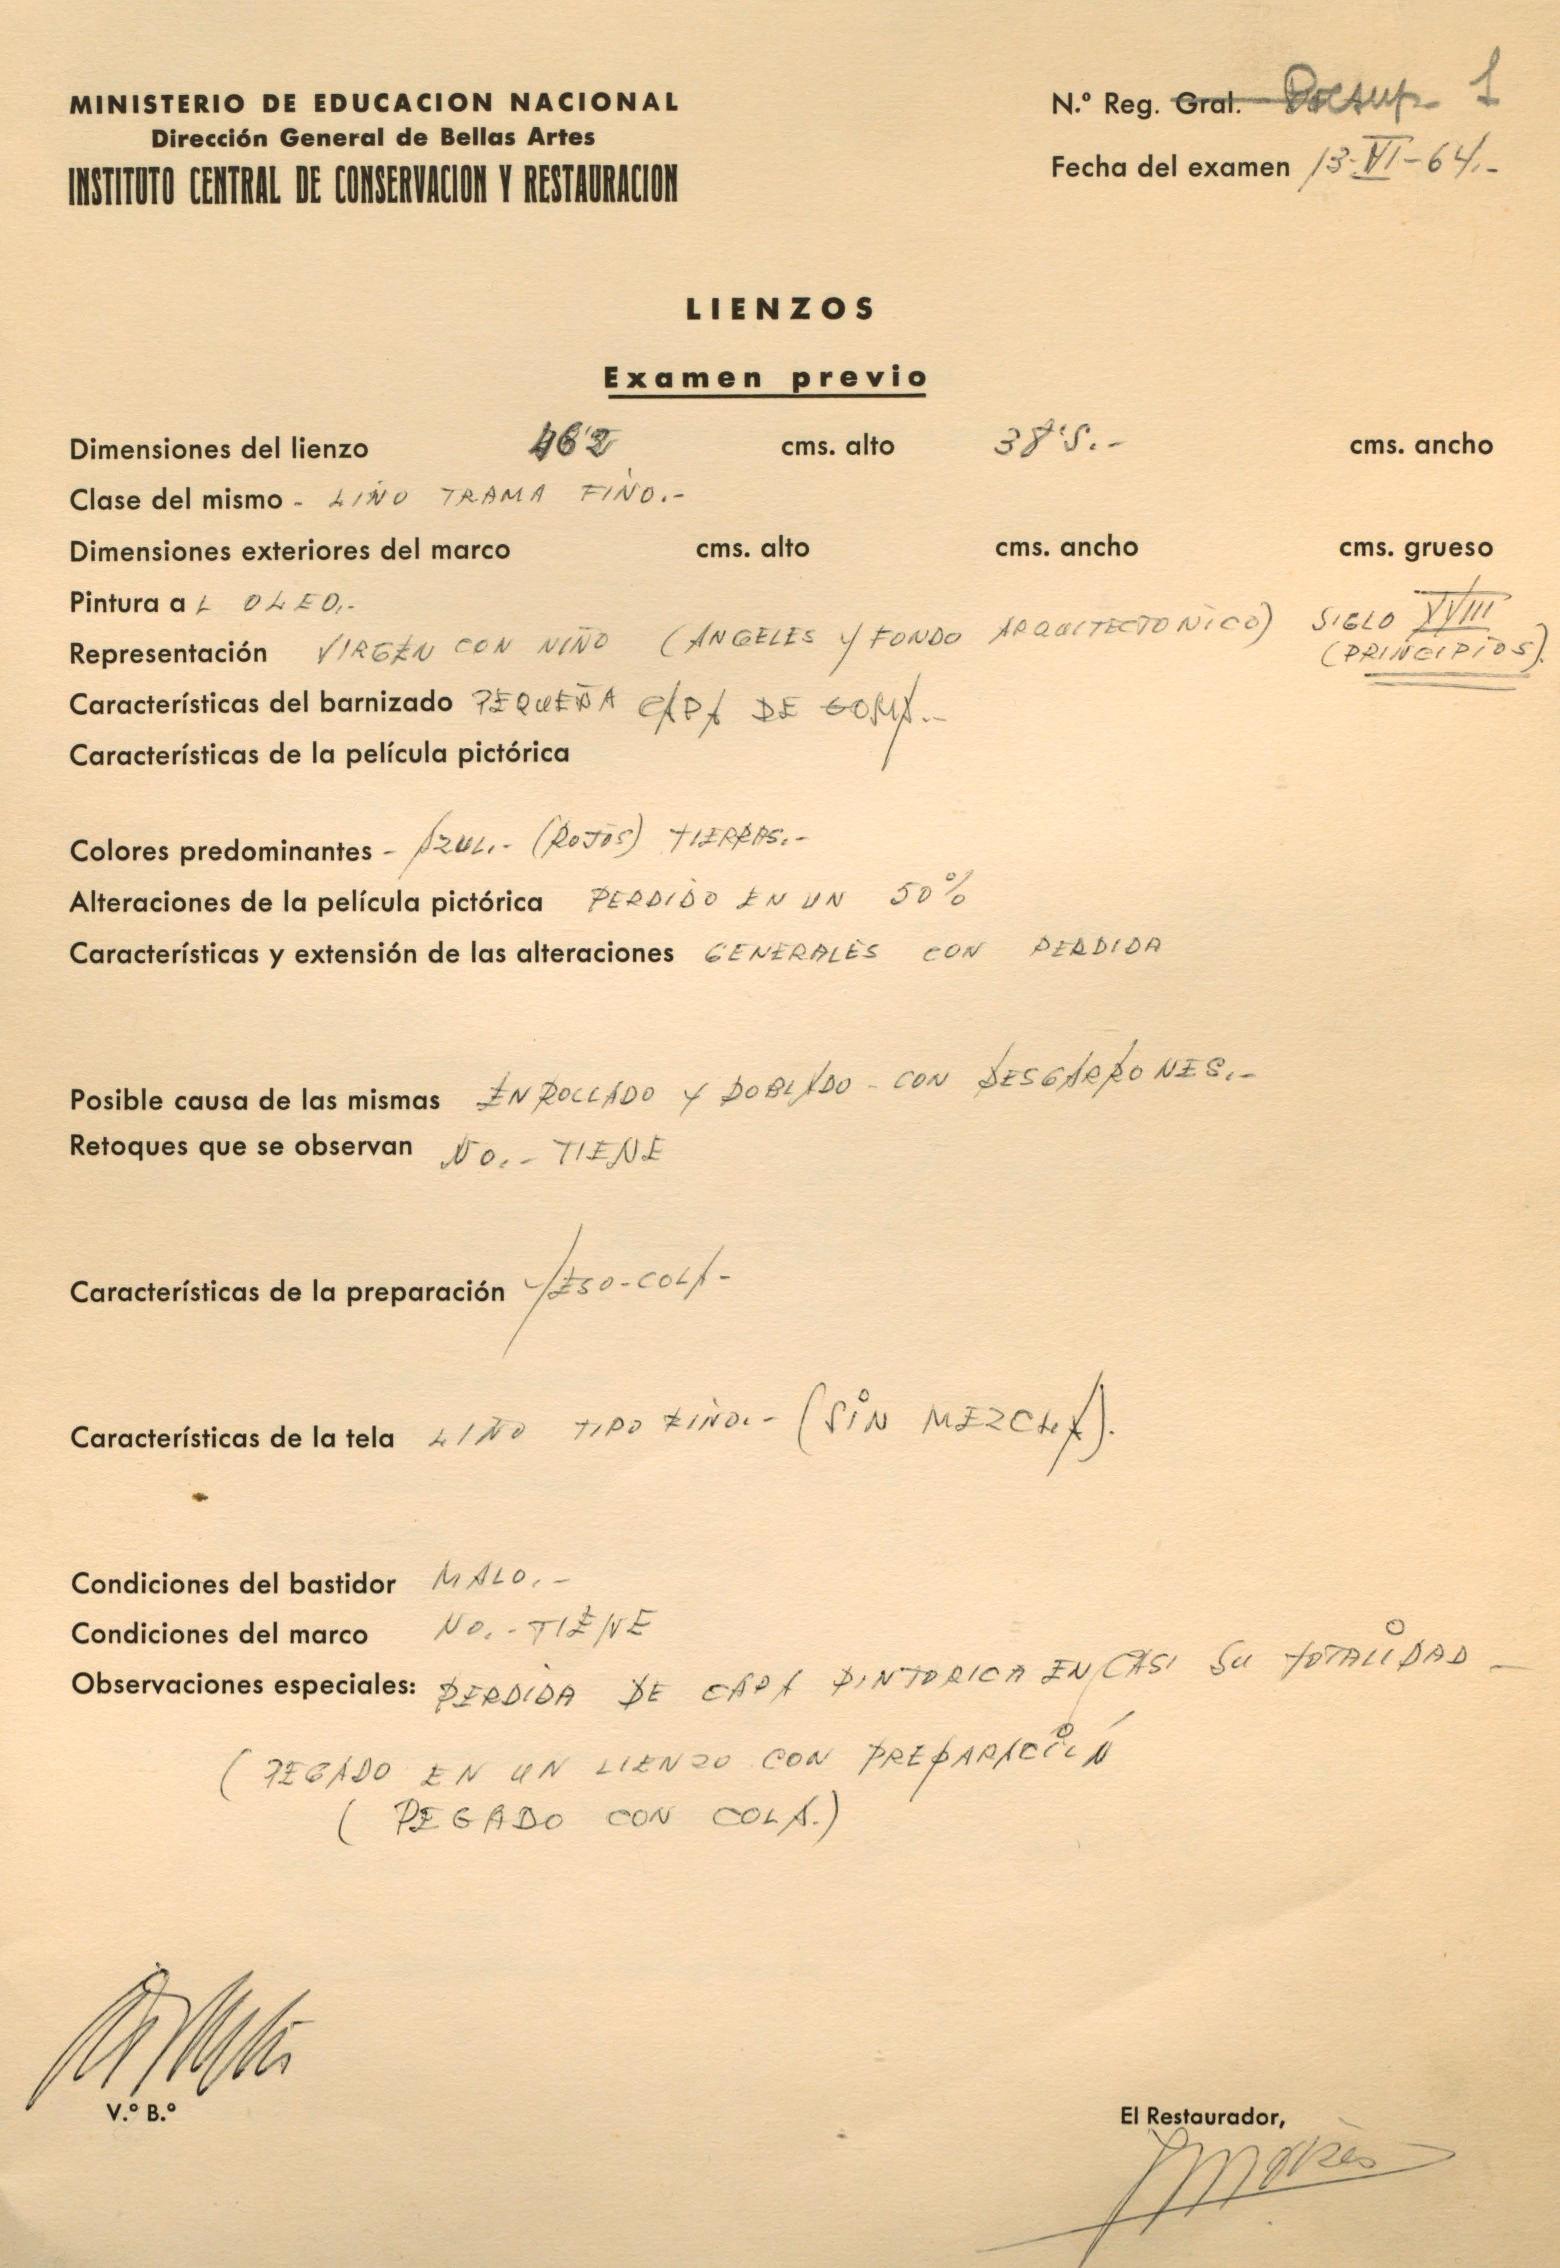 MINISTERIO DE EDUCACION NACIONAL
Dirección General de Bellas Artes
INSTITUTO CENTRAL DE CONSERVACION Y RESTAURACION
N.º Reg. Gral. 1
Fecha del examen 13-VI-64.-
LIENZOS
Examen previo
Dimensiones del lienzo 46'2 cms. alto 38'5.- cms. ancho
Clase del mismo - LINO TRAMA FINO.-
Dimensiones exteriores del marco cms. alto cms. ancho cms. grueso
Pintura a L OLEO.-
Representación VIRGEN CON NIÑO (ANGELES Y FONDO ARQUITECTONICO) SIGLO XVIII
(PRINCIPIOS).
Características del barnizado PEQUEÑA CAPA DE GOMA.-
Características de la película pictórica
Colores predominantes - AZUL.- (ROJOS) TIERRAS.-
Alteraciones de la película pictórica PERDIDO EN UN 50%
Características y extensión de las alteraciones GENERALES CON PERDIDA
Posible causa de las mismas ENROLLADO Y DOBLADO - CON DESGARRONES.-
Retoques que se observan NO.- TIENE
Características de la preparación YESO-COLA-
Características de la tela LINO TIPO FINO.- (SIN MEZCLA).
Condiciones del bastidor MALO.-
Condiciones del marco NO.- TIENE
Observaciones especiales: PERDIDA DE CAPA PINTORICA EN CASI SU TOTALIDAD -
(PEGADO EN UN LIENZO CON PREPARACIÓN
(PEGADO CON COLA.)
V.º B.º
El Restaurador,